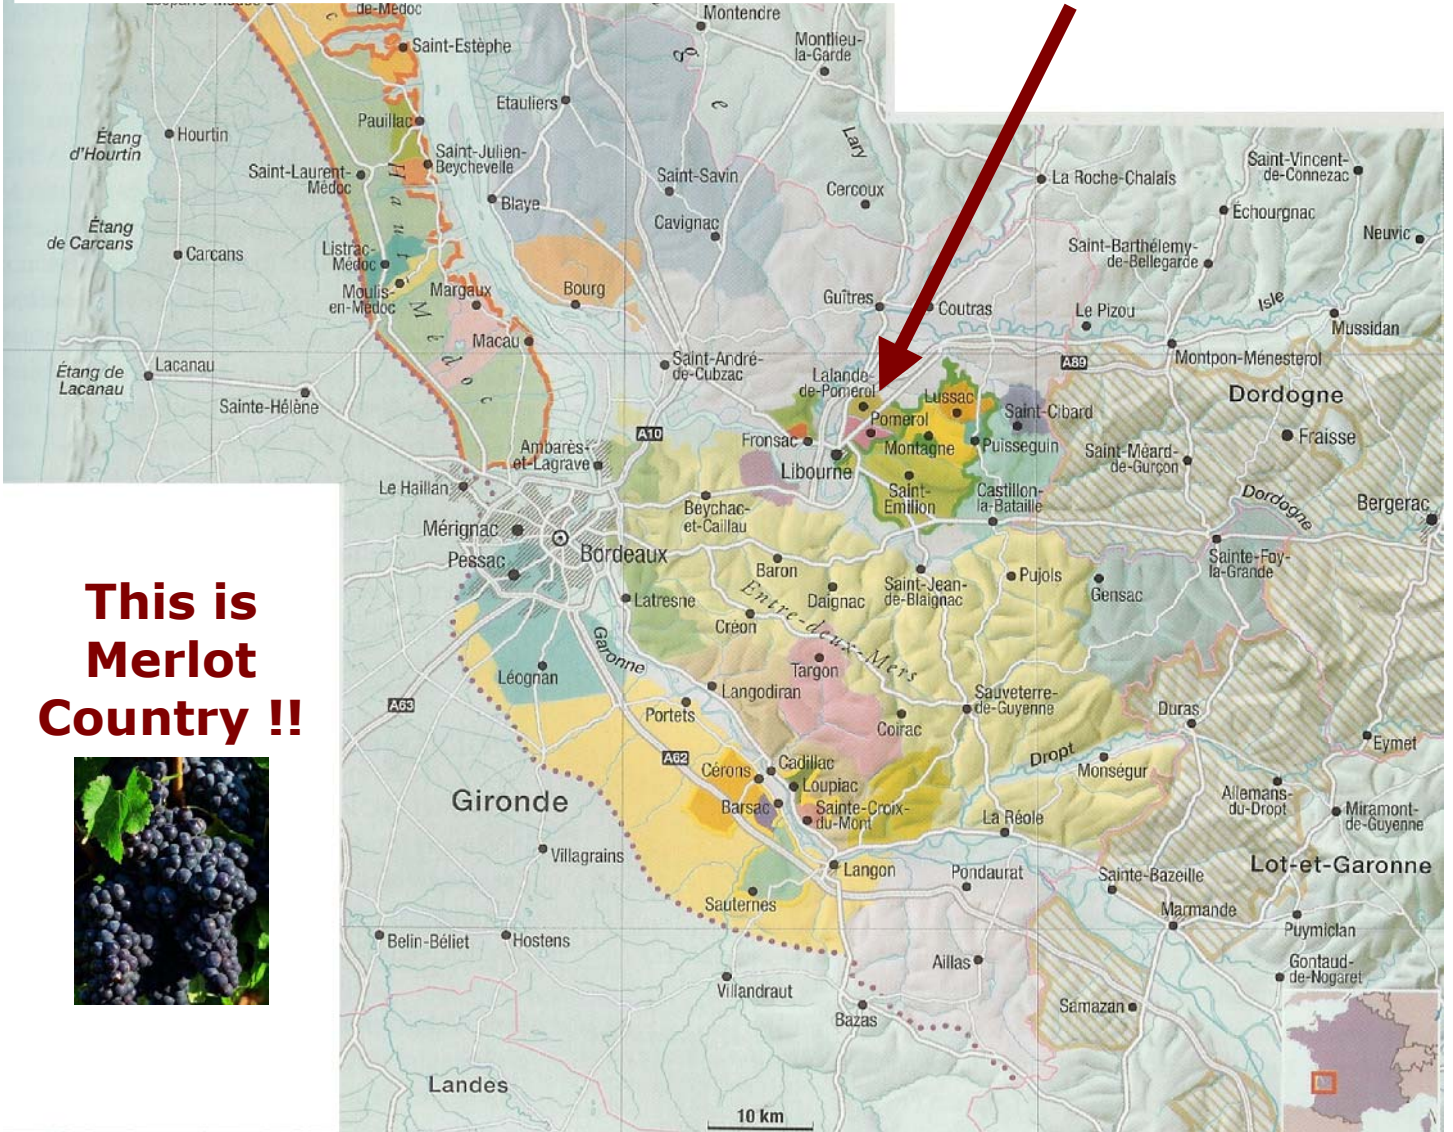 de-Médoc
Saint-Estèphe
Montendre
Montlieu-
la-Garde
g
e
Etauliers
Pauillac
Lary
Étang
d'Hourtin
Hourtin
Saint-Julien-
Beychevelle
Saint-Laurent-
Médoc
Saint-Savin
Cercoux
La Roche-Chalais
Saint-Vincent-
de-Connezac
Blaye
Cavignac
Échourgnac
Étang
de Carcans
Carcans
Neuvic
Listrac-
Médoc
Saint-Barthélemy-
de-Bellegarde
Moulis-
en-Médoc
Margaux
Bourg
Guîtres
Coutras
Le Pizou
Isle
Mussidan
Haut Médoc
Macau
Étang de
Lacanau
Lacanau
Saint-André-
de-Cubzac
Lalande-
de-Pomerol
A89
Montpon-Ménesterol
Sainte-Hélène
Lussac
Saint-Cibard
Dordogne
Pomerol
A10
Fronsac
Montagne
Puisseguin
Fraisse
Ambarès-
et-Lagrave
Libourne
Saint-Méard-
de-Gurçon
Le Haillan
Beychac-
et-Caillau
Saint-
Emilion
Castillon-
la-Bataille
Dordogne
Bergerac
Mérignac
Bordeaux
Pessac
Baron
Saint-Jean-
de-Blaignac
Pujols
Sainte-Foy-
la-Grande
Gensac
This is
Merlot
Country !!
Latresne
Daignac
Créon
Entre-deux-Mers
Garonne
Léognan
Targon
Langodiran
Sauveterre-
de-Guyenne
A63
Portets
Coirac
Duras
Dropt
Eymet
A62
Cérons
Cadillac
Monségur
Gironde
Loupiac
Barsac
Sainte-Croix-
du-Mont
La Réole
Allemans-
du-Dropt
Miramont-
de-Guyenne
Villagrains
Langon
Pondaurat
Sainte-Bazeille
Lot-et-Garonne
Sauternes
Marmande
Puymiclan
Belin-Béliet
Hostens
Aillas
Gontaud-
de-Nogaret
Villandraut
Bazas
Samazan
Landes
10 km